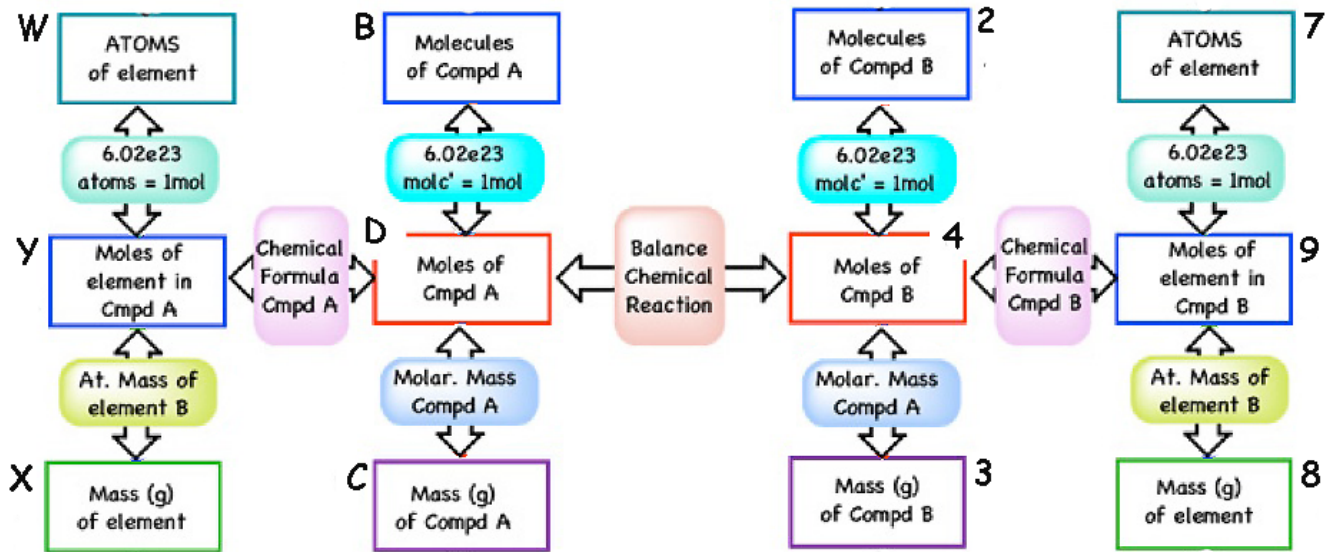 W
ATOMS
of element
B
Molecules
of Compd A
2
Molecules
of Compd B
7
ATOMS
of element
6.02e23
atoms = 1mol
6.02e23
molc' = 1mol
6.02e23
molc' = 1mol
6.02e23
atoms = 1mol
Y
Moles of
element in
Cmpd A
Chemical
Formula
Cmpd A
D
Moles of
Cmpd A
Balance
Chemical
Reaction
4
Moles of
Cmpd B
Chemical
Formula
Cmpd B
9
Moles of
element in
Cmpd B
At. Mass of
element B
Molar. Mass
Compd A
Molar. Mass
Compd A
At. Mass of
element B
X
Mass (g)
of element
C
Mass (g)
of Compd A
3
Mass (g)
of Compd B
8
Mass (g)
of element